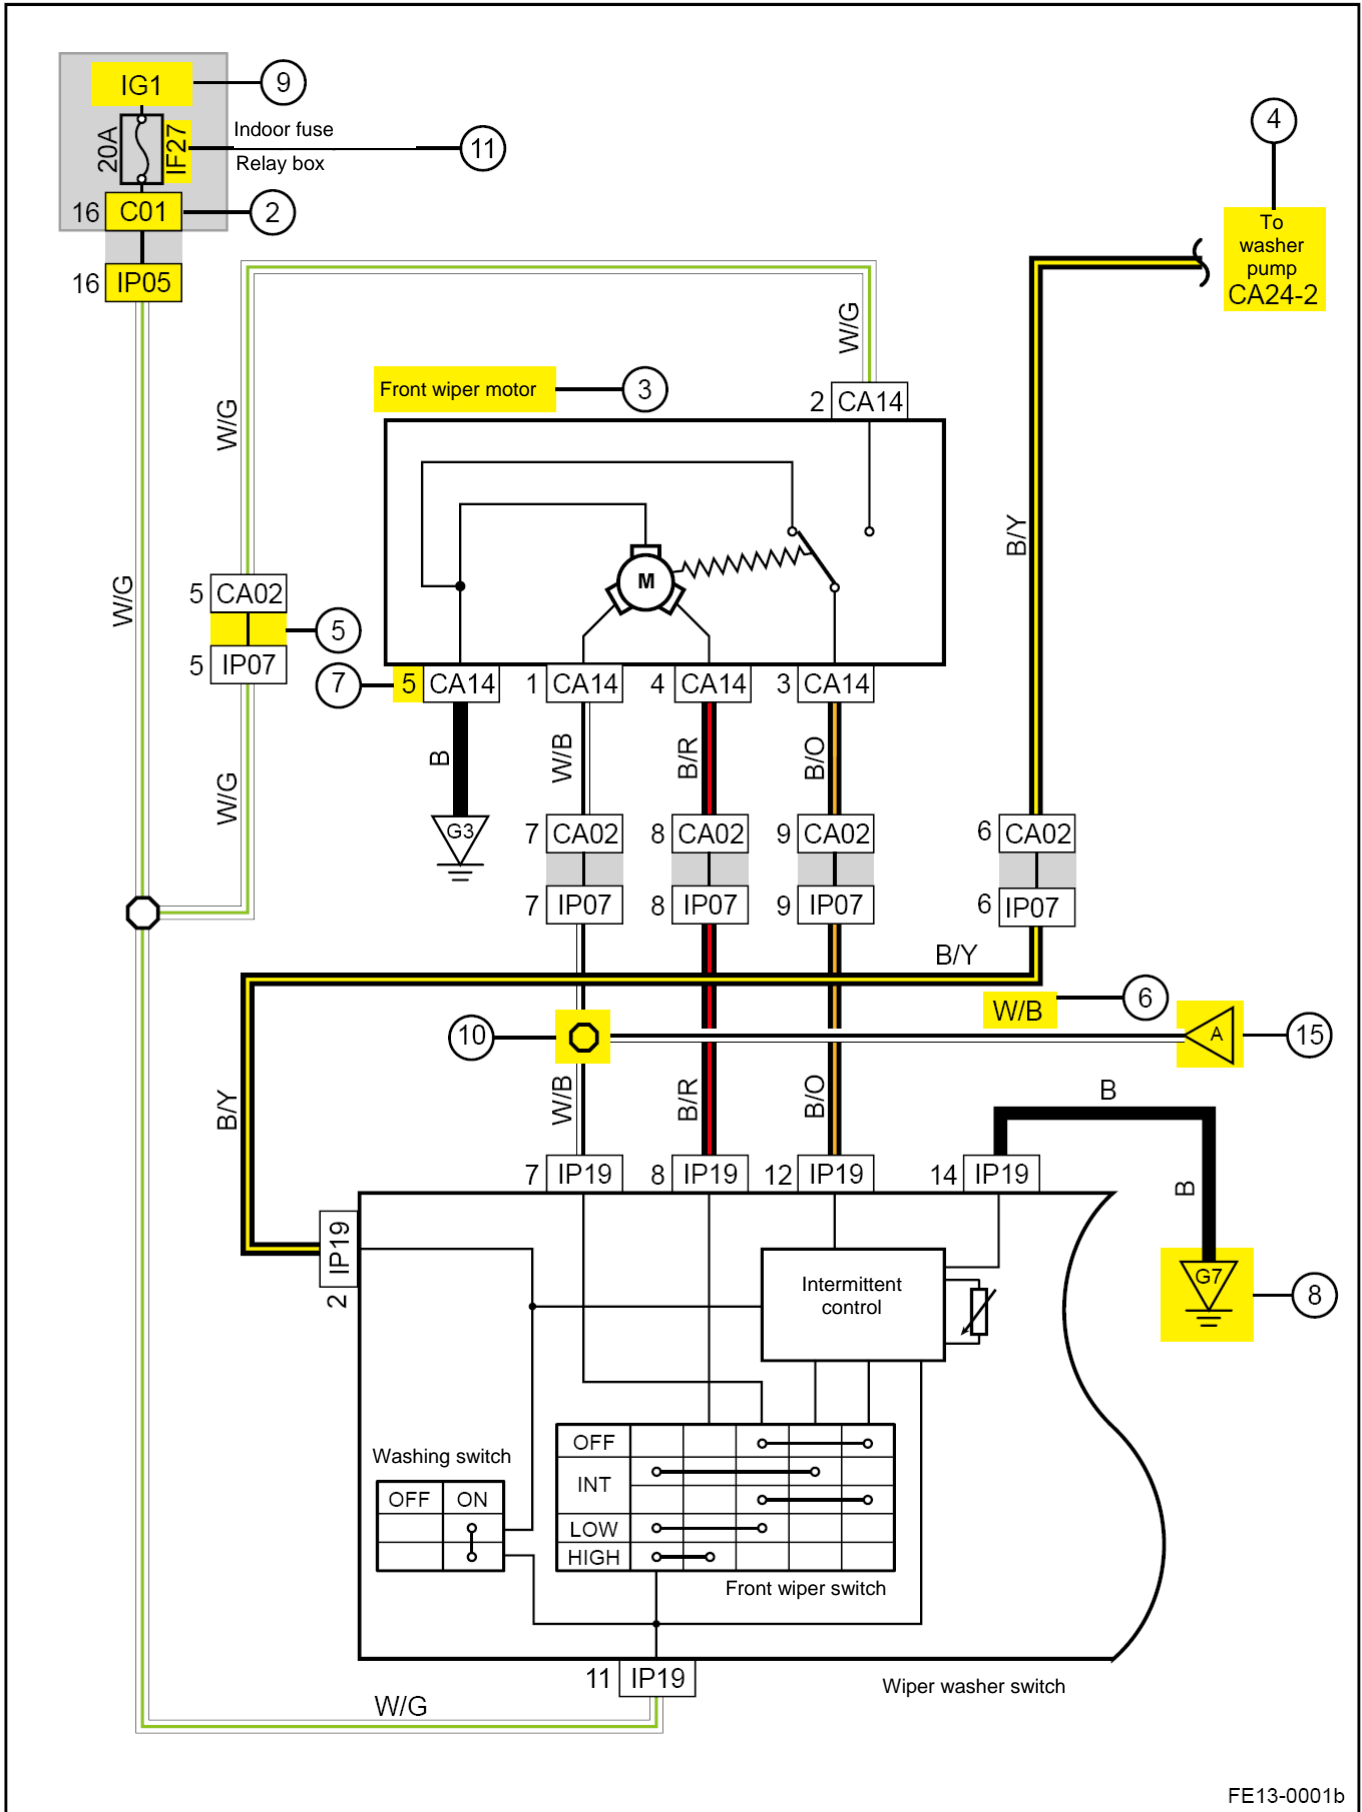 IG1
9
20A
IF27
Indoor fuse
Relay box
11
16 C01
2
16 IP05
4
To
washer
pump
CA24-2
W/G
Front wiper motor
3
2 CA14
W/G
W/G
B/Y
M
5 CA02
5
5 IP07
7
5 CA14
1 CA14
4 CA14
3 CA14
W/G
B
W/B
B/R
B/O
G3
7 CA02
8 CA02
9 CA02
6 CA02
7 IP07
8 IP07
9 IP07
6 IP07
B/Y
W/B
6
10
A
15
B/Y
W/B
B/R
B/O
B
7 IP19
8 IP19
12 IP19
14 IP19
B
2 IP19
G7
8
Intermittent
control
Washing switch
OFF ON
OFF
INT
LOW
HIGH
Front wiper switch
11 IP19
Wiper washer switch
W/G
FE13-0001b